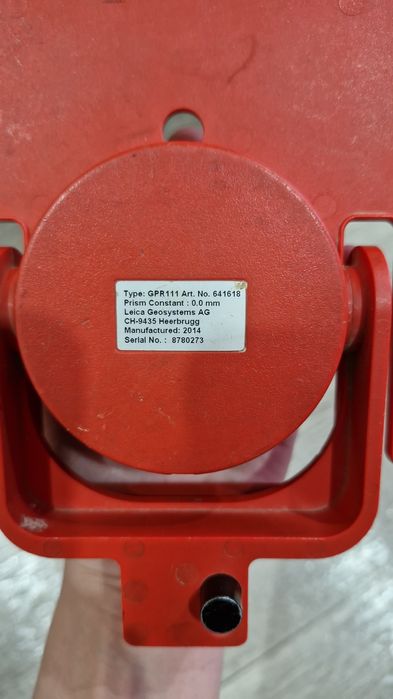 Type: GPR111 Art. No. 641618
Prism Constant : 0.0 mm
Leica Geosystems AG
CH-9435 Heerbrugg
Manufactured: 2014
Serial No. : 8780273